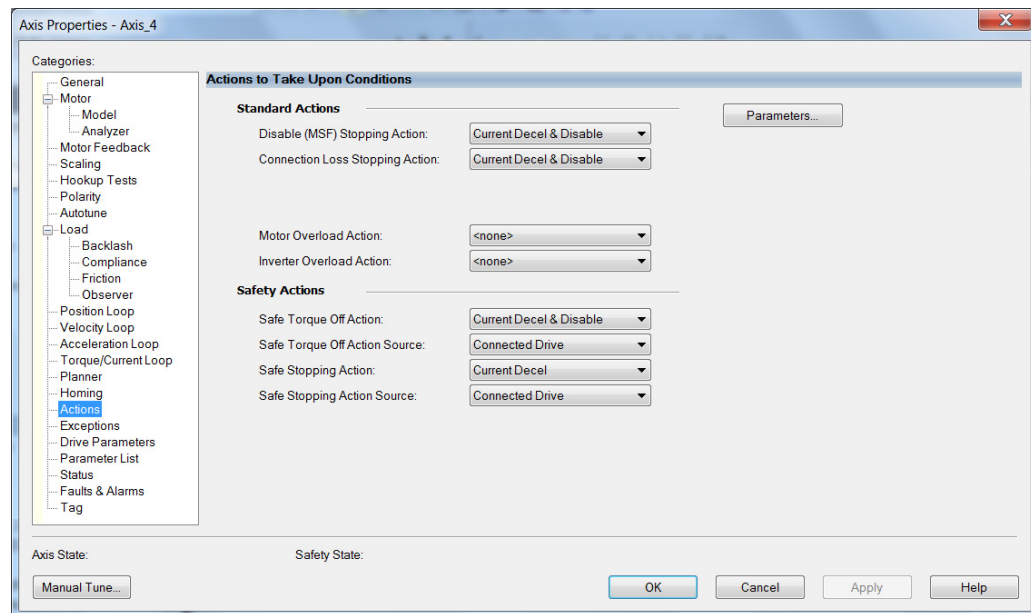 Axis Properties - Axis_4
Categories:
General
Motor
Model
Analyzer
Motor Feedback
Scaling
Hookup Tests
Polarity
Autotune
Load
Backlash
Compliance
Friction
Observer
Position Loop
Velocity Loop
Acceleration Loop
Torque/Current Loop
Planner
Homing
Actions
Exceptions
Drive Parameters
Parameter List
Status
Faults & Alarms
Tag
Actions to Take Upon Conditions
Standard Actions
Parameters...
Disable (MSF) Stopping Action: Current Decel & Disable
Connection Loss Stopping Action: Current Decel & Disable
Motor Overload Action: <none>
Inverter Overload Action: <none>
Safety Actions
Safe Torque Off Action: Current Decel & Disable
Safe Torque Off Action Source: Connected Drive
Safe Stopping Action: Current Decel
Safe Stopping Action Source: Connected Drive
Axis State: Safety State:
Manual Tune... OK Cancel Apply Help